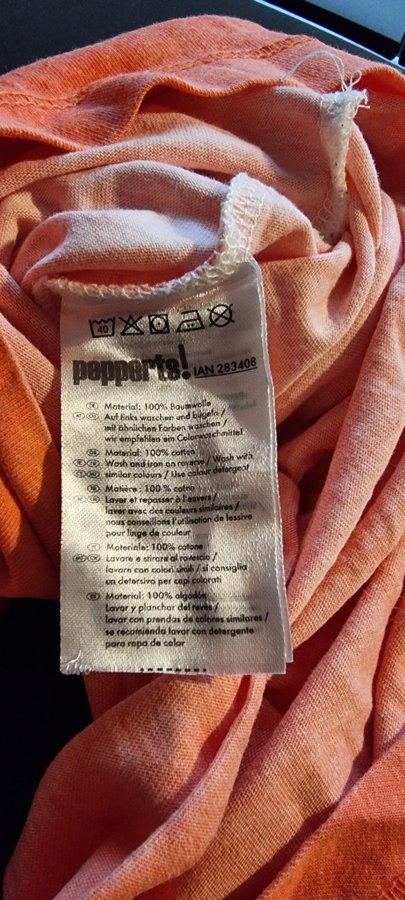 40
pepperts! IAN 283408
DE Material: 100% Baumwolle
AT CH Auf links waschen und bügeln /
mit ähnlichen Farben waschen /
wir empfehlen ein Colorwaschmittel
Material: 100% cotton
Wash and iron on reverse / Wash with
similar colours / Use colour detergent
Matière : 100 % coton
Laver et repasser à l'envers /
laver avec des couleurs similaires /
nous conseillons l'utilisation de lessive
pour linge de couleur
IT Materiale: 100% cotone
Lavare e stirare al rovescio /
lavare con colori simili / si consiglia
un detersivo per capi colorati
ES Material: 100% algodón
Lavar y planchar del revés /
lavar con prendas de colores similares /
se recomienda lavar con detergente
para ropa de color